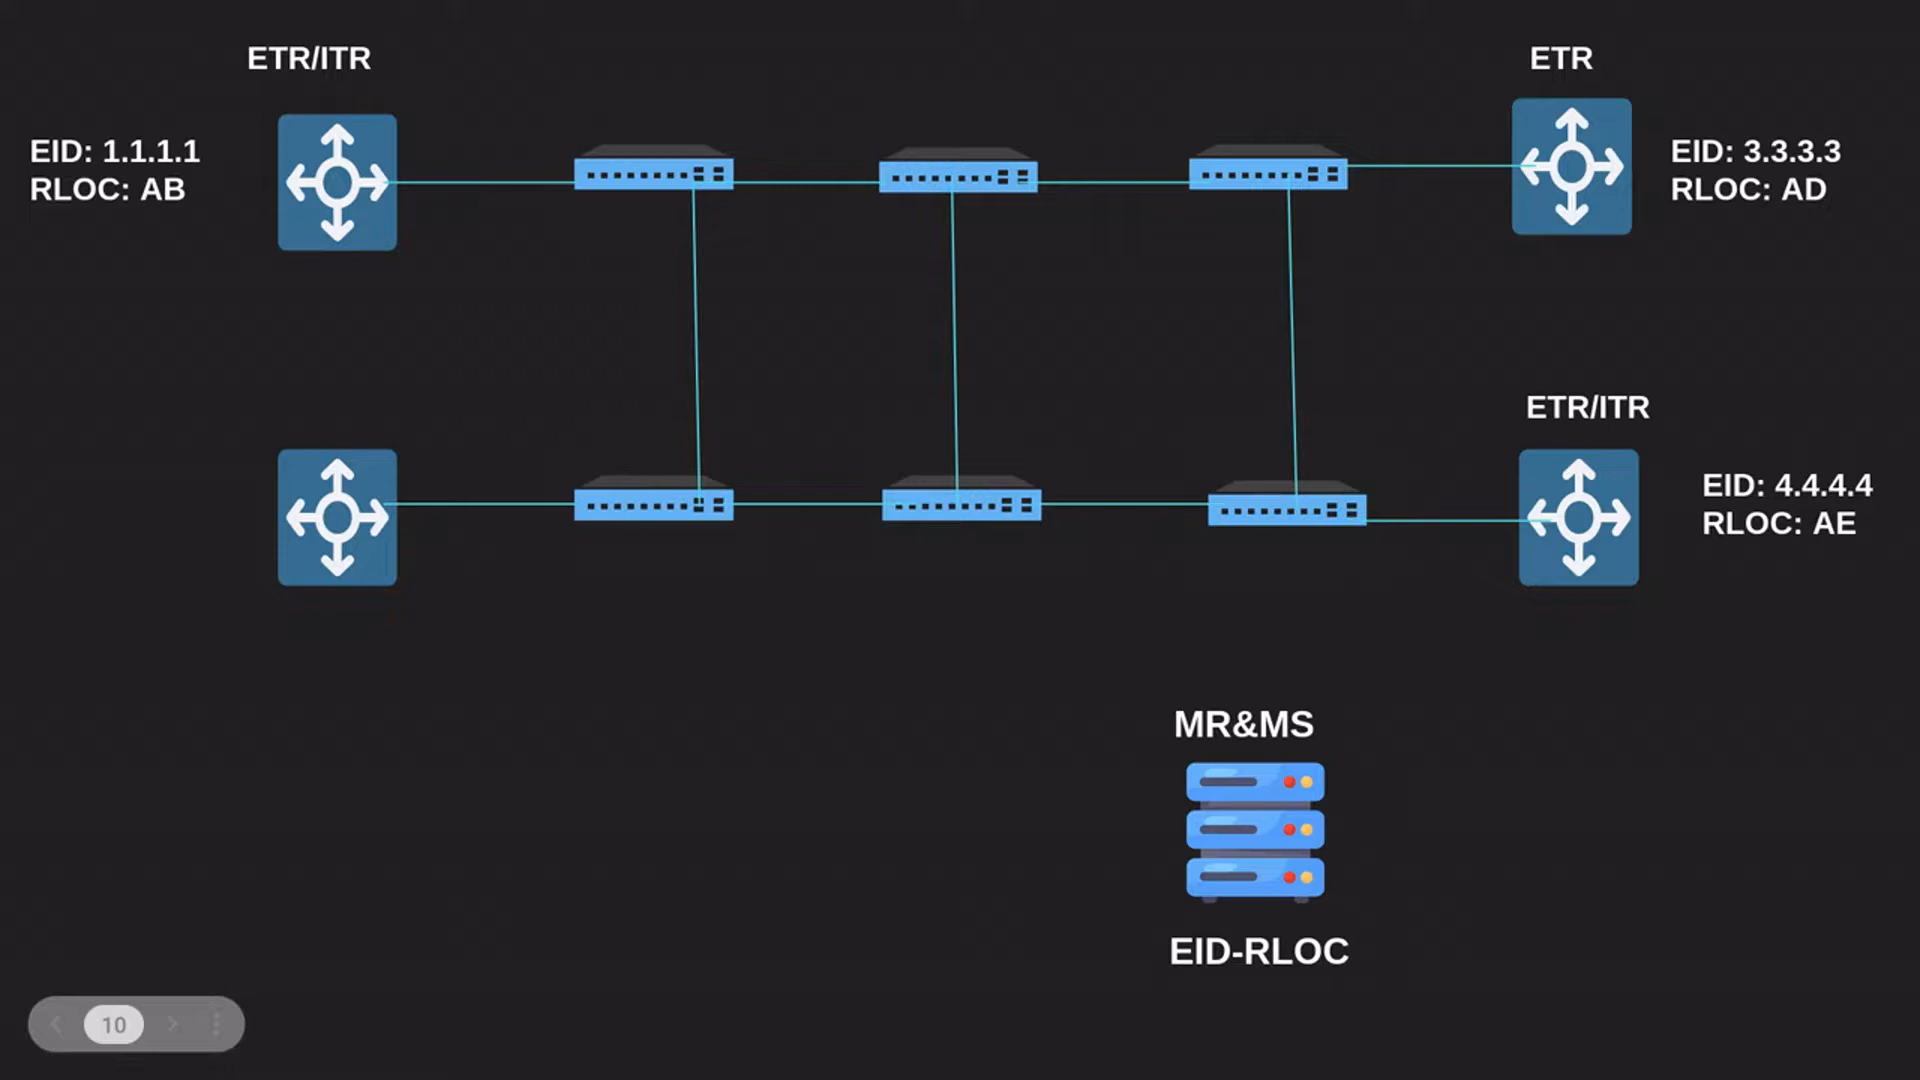 ETR/ITR
ETR
EID: 1.1.1.1
RLOC: AB
EID: 3.3.3.3
RLOC: AD
ETR/ITR
EID: 4.4.4.4
RLOC: AE
MR&MS
EID-RLOC
10